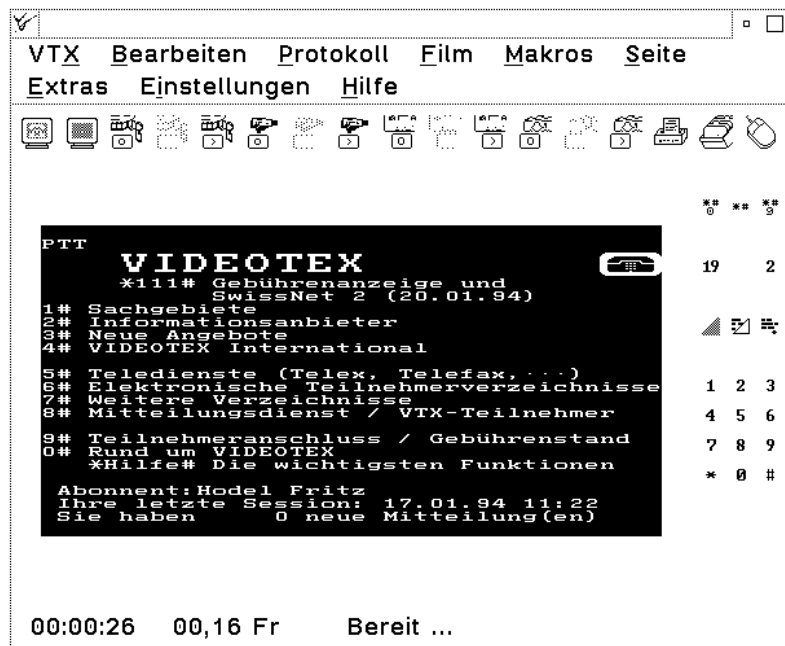 VTX Bearbeiten Protokoll Film Makros Seite
Extras Einstellungen Hilfe
*# *# *#
0 9
PTT
VIDEOTEX
*111# Gebührenanzeige und
SwissNet 2 (20.01.94)
1# Sachgebiete
2# Informationsanbieter
3# Neue Angebote
4# VIDEOTEX International
5# Teledienste (Telex, Telefax,···)
6# Elektronische Teilnehmerverzeichnisse
7# Weitere Verzeichnisse
8# Mitteilungsdienst / VTX-Teilnehmer
9# Teilnehmeranschluss / Gebührenstand
0# Rund um VIDEOTEX
*Hilfe# Die wichtigsten Funktionen
Abonnent:Hodel Fritz
Ihre letzte Session: 17.01.94 11:22
Sie haben 0 neue Mitteilung(en)
19 2
1 2 3
4 5 6
7 8 9
* 0 #
00:00:26 00,16 Fr Bereit ...